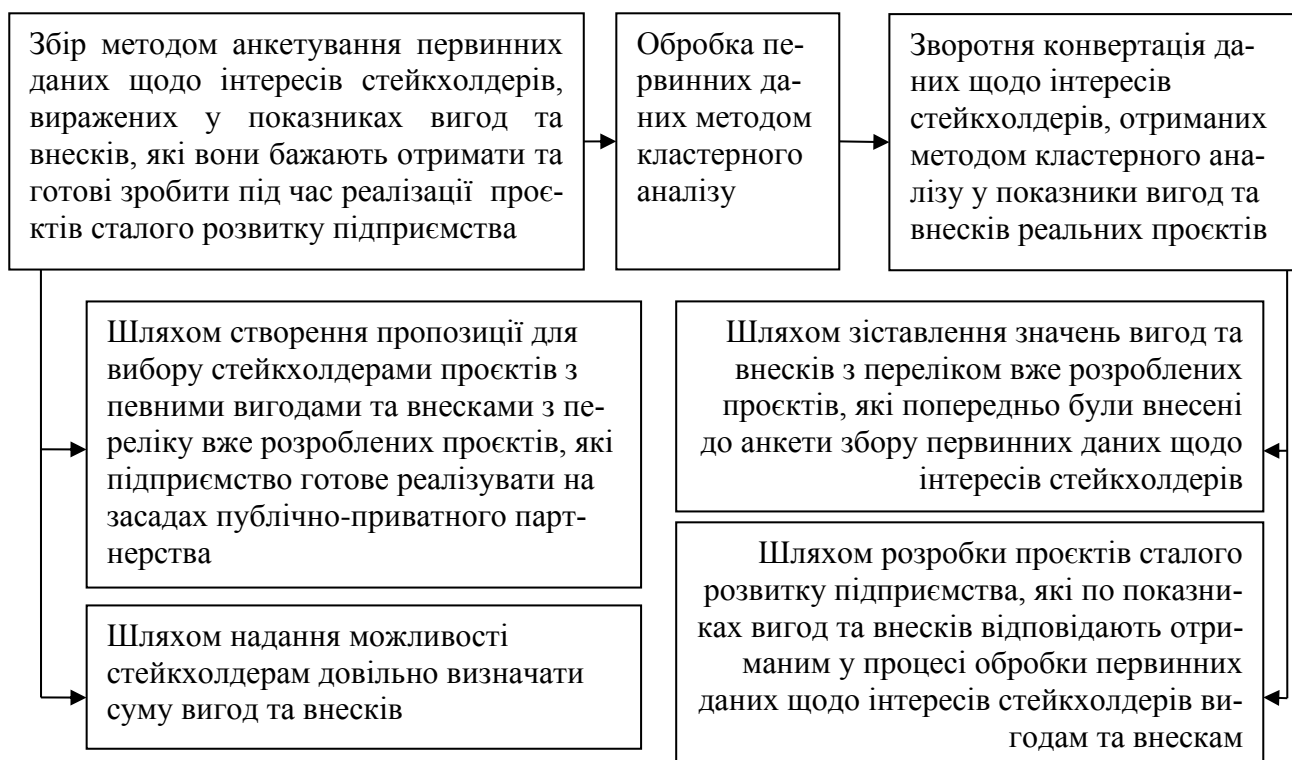 Збір методом анкетування первинних
даних щодо інтересів стейкхолдерів,
виражених у показниках вигод та
внесків, які вони бажають отримати та
готові зробити під час реалізації проє-
ктів сталого розвитку підприємства
Обробка пе-
рвинних да-
них методом
кластерного
аналізу
Зворотня конвертація да-
них щодо інтересів
стейкхолдерів, отриманих
методом кластерного ана-
лізу у показники вигод та
внесків реальних проєктів
Шляхом створення пропозиції для
вибору стейкхолдерами проєктів з
певними вигодами та внесками з пе-
реліку вже розроблених проєктів, які
підприємство готове реалізувати на
засадах публічно-приватного парт-
нерства
Шляхом надання можливості
стейкхолдерам довільно визначати
суму вигод та внесків
Шляхом зіставлення значень вигод та
внесків з переліком вже розроблених
проєктів, які попередньо були внесені
до анкети збору первинних даних щодо
інтересів стейкхолдерів
Шляхом розробки проєктів сталого
розвитку підприємства, які по показни-
ках вигод та внесків відповідають отри-
маним у процесі обробки первинних
даних щодо інтересів стейкхолдерів ви-
годам та внескам